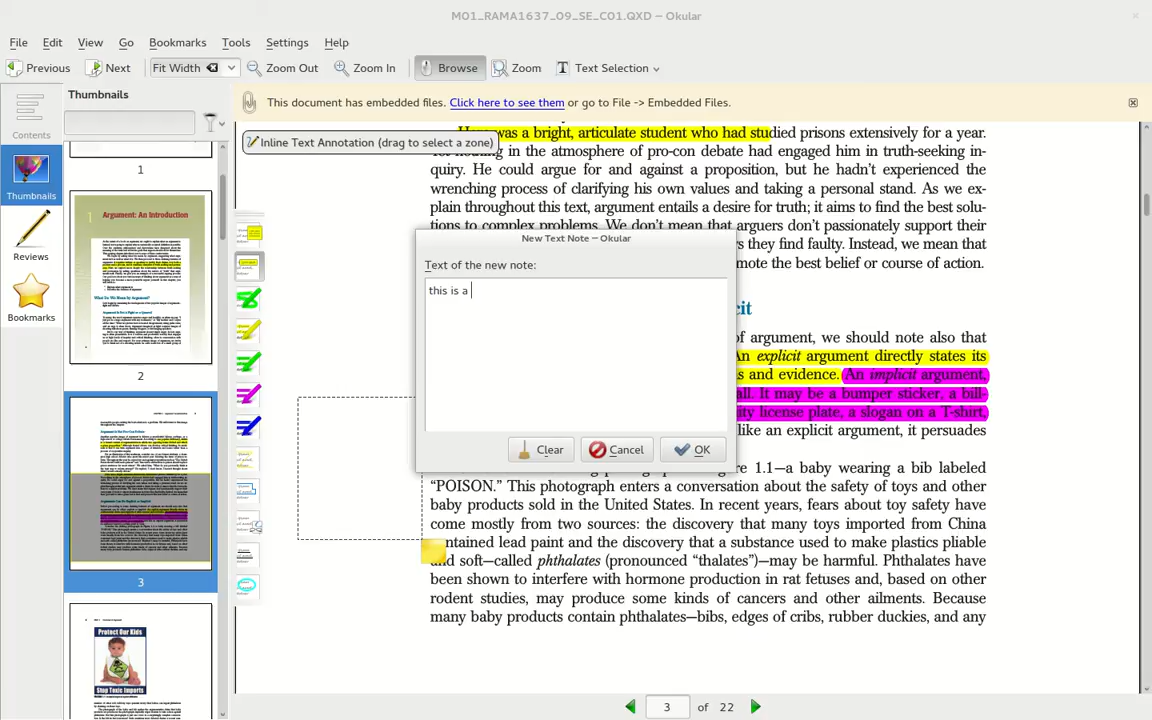 M01_RAMA1637_09_SE_C01.QXD — Okular
File Edit View Go Bookmarks Tools Settings Help
Previous Next Fit Width Zoom Out Zoom In Browse Zoom Text Selection
Contents
Thumbnails
Reviews
Bookmarks
Thumbnails
1
1 Argument: An Introduction
2
3
Protect Our Kids
Stop Toxic Imports
This document has embedded files. Click here to see them or go to File -> Embedded Files.
Inline Text Annotation (drag to select a zone)
was a bright, articulate student who had studied prisons extensively for a year.
in the atmosphere of pro-con debate had engaged him in truth-seeking in-
quiry. He could argue for and against a proposition, but he hadn't experienced the
wrenching process of clarifying his own values and taking a personal stand. As we ex-
plain throughout this text, argument entails a desire for truth; it aims to find the best solu-
tions to complex problems. We don't mean that arguers don't passionately support their
they find faulty. Instead, we mean that
mote the best belief or course of action.
cit
of argument, we should note also that
An explicit argument directly states its
and evidence. An implicit argument,
all. It may be a bumper sticker, a bill-
ity license plate, a slogan on a T-shirt,
like an explicit argument, it persuades
New Text Note — Okular
Text of the new note:
this is a
Clear Cancel OK
1.1—a baby wearing a bib labeled
“POISON.” This photograph enters a conversation about the safety of toys and other
baby products sold in the United States. In recent years, fears about toy safety have
come mostly from two sources: the discovery that many toys imported from China
contained lead paint and the discovery that a substance used to make plastics pliable
and soft—called phthalates (pronounced “thalates”)—may be harmful. Phthalates have
been shown to interfere with hormone production in rat fetuses and, based on other
rodent studies, may produce some kinds of cancers and other ailments. Because
many baby products contain phthalates—bibs, edges of cribs, rubber duckies, and any
3 of 22